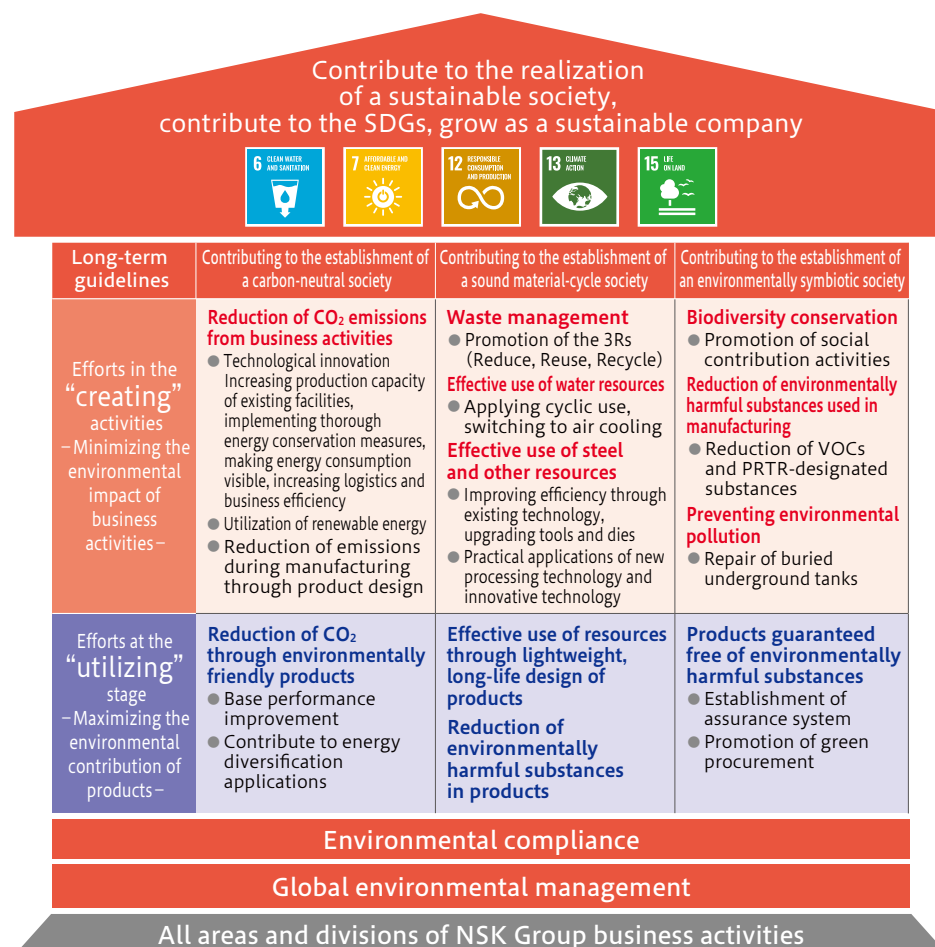 Contribute to the realization
of a sustainable society,
contribute to the SDGs, grow as a sustainable company
6 CLEAN WATER
AND SANITATION
7 AFFORDABLE AND
CLEAN ENERGY
12 RESPONSIBLE
CONSUMPTION
AND PRODUCTION
13 CLIMATE
ACTION
15 LIFE
ON LAND
Long-term
guidelines
Contributing to the establishment of
a carbon-neutral society
Contributing to the establishment of
a sound material-cycle society
Contributing to the establishment of
an environmentally symbiotic society
Efforts in the
“creating”
activities
–Minimizing the
environmental
impact of
business
activities–
Reduction of CO₂ emissions
from business activities
● Technological innovation
Increasing production capacity
of existing facilities,
implementing thorough
energy conservation measures,
making energy consumption
visible, increasing logistics and
business efficiency
● Utilization of renewable energy
● Reduction of emissions
during manufacturing
through product design
Waste management
● Promotion of the 3Rs
(Reduce, Reuse, Recycle)
Effective use of water resources
● Applying cyclic use,
switching to air cooling
Effective use of steel
and other resources
● Improving efficiency through
existing technology,
upgrading tools and dies
● Practical applications of new
processing technology and
innovative technology
Biodiversity conservation
● Promotion of social
contribution activities
Reduction of environmentally
harmful substances used in
manufacturing
● Reduction of VOCs
and PRTR-designated
substances
Preventing environmental
pollution
● Repair of buried
underground tanks
Efforts at the
“utilizing”
stage
–Maximizing the
environmental
contribution of
products–
Reduction of CO₂
through environmentally
friendly products
● Base performance
improvement
● Contribute to energy
diversification
applications
Effective use of resources
through lightweight,
long-life design of
products
Reduction of
environmentally
harmful substances
in products
Products guaranteed
free of environmentally
harmful substances
● Establishment of
assurance system
● Promotion of green
procurement
Environmental compliance
Global environmental management
All areas and divisions of NSK Group business activities